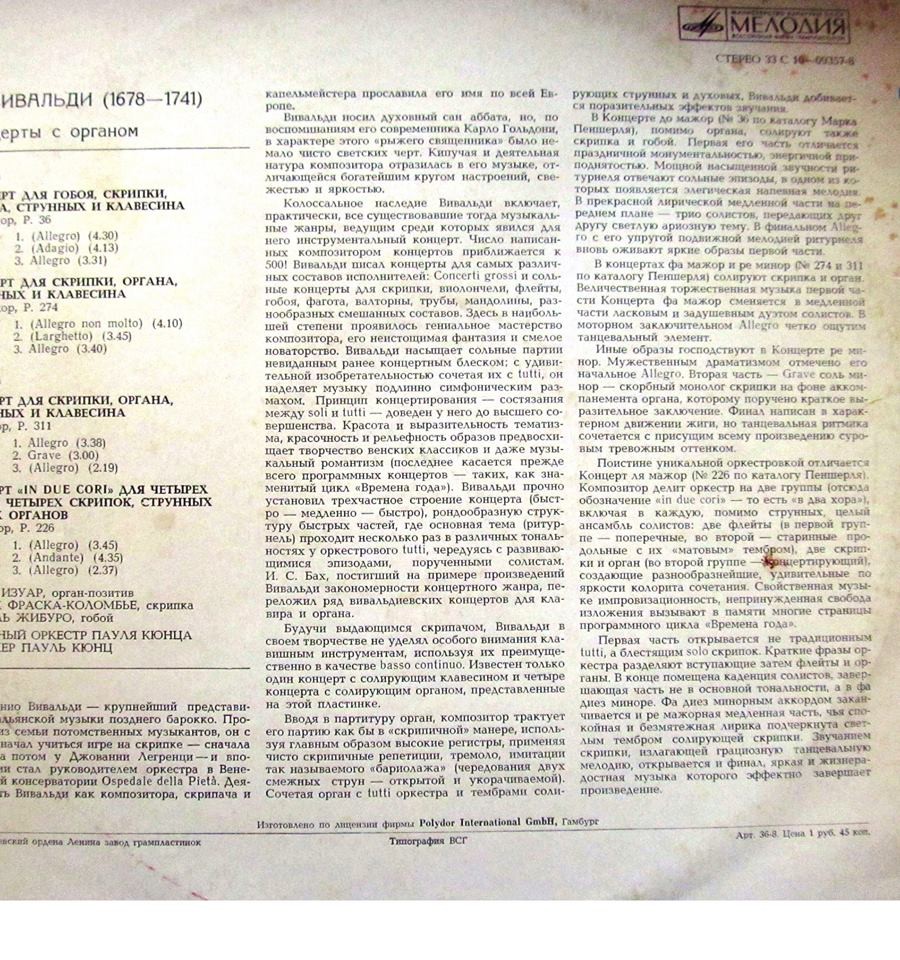 МЕЛОДИЯ
СТЕРЕО 33 С 10—09357-8
ИВАЛЬДИ (1678—1741)
церты с органом
ЕРТ ДЛЯ ГОБОЯ, СКРИПКИ,
А, СТРУННЫХ И КЛАВЕСИНА
ор, Р. 36
1. (Allegro) (4.30)
2. (Adagio) (4.13)
3. Allegro (3.31)
ЕРТ ДЛЯ СКРИПКИ, ОРГАНА,
НЫХ И КЛАВЕСИНА
кор, Р. 274
1. (Allegro non molto) (4.10)
2. (Larghetto) (3.45)
3. Allegro (3.40)
ЕРТ ДЛЯ СКРИПКИ, ОРГАНА,
НЫХ И КЛАВЕСИНА
р, Р. 311
1. Allegro (3.38)
2. Grave (3.00)
3. (Allegro) (2.19)
ЕРТ «IN DUE CORI» ДЛЯ ЧЕТЫРЕХ
ЧЕТЫРЕХ СКРИПОК, СТРУННЫХ
Х ОРГАНОВ
ор, Р. 226
1. (Allegro) (3.45)
2. (Andante) (4.35)
3. (Allegro) (2.37)
ИЗУАР, орган-позитив
ФРАСКА-КОЛОМБЬЕ, скрипка
Ь ЖИБУРО, гобой
НЫЙ ОРКЕСТР ПАУЛЯ КЮНЦА
ЕР ПАУЛЬ КЮНЦ
нио Вивальди — крупнейший представи-
альянской музыки позднего барокко. Про-
из семьи потомственных музыкантов, он с
начал учиться игре на скрипке — сначала
а потом у Джованни Легренци — и впо-
ии стал руководителем оркестра в Вене-
й консерватории Ospedale della Pietà. Дея-
ть Вивальди как композитора, скрипача и
капельмейстера прославила его имя по всей Ев-
ропе.
Вивальди носил духовный сан аббата, но, по
воспоминаниям его современника Карло Гольдони,
в характере этого «рыжего священника» было не-
мало чисто светских черт. Кипучая и деятельная
натура композитора отразилась в его музыке, от-
личающейся богатейшим кругом настроений, све-
жестью и яркостью.
Колоссальное наследие Вивальди включает,
практически, все существовавшие тогда музыкаль-
ные жанры, ведущим среди которых явился для
него инструментальный концерт. Число написан-
ных композитором концертов приближается к
500! Вивальди писал концерты для самых различ-
ных составов исполнителей: Concerti grossi и соль-
ные концерты для скрипки, виолончели, флейты,
гобоя, фагота, валторны, трубы, мандолины, раз-
нообразных смешанных составов. Здесь в наиболь-
шей степени проявилось гениальное мастерство
композитора, его неистощимая фантазия и смелое
новаторство. Вивальди насыщает сольные партии
невиданным ранее концертным блеском; с удиви-
тельной изобретательностью сочетая их с tutti, он
наделяет музыку подлинно симфоническим раз-
махом. Принцип концертирования — состязания
между soli и tutti — доведен у него до высшего со-
вершенства. Красота и выразительность тематиз-
ма, красочность и рельефность образов предвосхи-
щает творчество венских классиков и даже музы-
кальный романтизм (последнее касается прежде
всего программных концертов — таких, как зна-
менитый цикл «Времена года»). Вивальди прочно
установил трехчастное строение концерта (быст-
ро — медленно — быстро), рондообразную струк-
туру быстрых частей, где основная тема (ритур-
нель) проходит несколько раз в различных тональ-
ностях у оркестрового tutti, чередуясь с развиваю-
щимися эпизодами, порученными солистам.
И. С. Бах, постигший на примере произведений
Вивальди закономерности концертного жанра, пе-
реложил ряд вивальдиевских концертов для кла-
вира и органа.
Будучи выдающимся скрипачом, Вивальди в
своем творчестве не уделял особого внимания кла-
вишным инструментам, используя их преимуще-
ственно в качестве basso continuo. Известен только
один концерт с солирующим клавесином и четыре
концерта с солирующим органом, представленные
на этой пластинке.
Вводя в партитуру орган, композитор трактует
его партию как бы в «скрипичной» манере, исполь-
зуя главным образом высокие регистры, применяя
чисто скрипичные репетиции, тремоло, имитации
так называемого «бариолажа» (чередования двух
смежных струн — открытой и укорачиваемой).
Сочетая орган с tutti оркестра и тембрами соли-
рующих струнных и духовых, Вивальди добивает-
ся поразительных эффектов звучания.
В Концерте до мажор (№ 36 по каталогу Марка
Пеншерля), помимо органа, солируют также
скрипка и гобой. Первая его часть отличается
праздничной монументальностью, энергичной при-
поднятостью. Мощной насыщенной звучности ри-
турнеля отвечают сольные эпизоды, в одном из ко-
торых появляется элегическая напевная мелодия.
В прекрасной лирической медленной части на пе-
реднем плане — трио солистов, передающих друг
другу светлую ариозную тему. В финальном Alleg-
ro с его упругой подвижной мелодией ритурнеля
вновь оживают яркие образы первой части.
В концертах фа мажор и ре минор (№ 274 и 311
по каталогу Пеншерля) солируют скрипка и орган.
Величественная торжественная музыка первой ча-
сти Концерта фа мажор сменяется в медленной
части ласковым и задушевным дуэтом солистов. В
моторном заключительном Allegro четко ощутим
танцевальный элемент.
Иные образы господствуют в Концерте ре ми-
нор. Мужественным драматизмом отмечено его
начальное Allegro. Вторая часть — Grave соль ми-
нор — скорбный монолог скрипки на фоне акком-
панемента органа, которому поручено краткое вы-
разительное заключение. Финал написан в харак-
терном движении жиги, но танцевальная ритмика
сочетается с присущим всему произведению суро-
вым тревожным оттенком.
Поистине уникальной оркестровкой отличается
Концерт ля мажор (№ 226 по каталогу Пеншерля).
Композитор делит оркестр на две группы (отсюда
обозначение «in due cori» — то есть «в два хора»),
включая в каждую, помимо струнных, целый
ансамбль солистов: две флейты (в первой груп-
пе — поперечные, во второй — старинные про-
дольные с их «матовым» тембром), две скрип-
ки и орган (во второй группе — концертирующий),
создающие разнообразнейшие, удивительные по
яркости колорита сочетания. Свойственная музы-
ке импровизационность, непринужденная свобода
изложения вызывают в памяти многие страницы
программного цикла «Времена года».
Первая часть открывается не традиционным
tutti, а блестящим solo скрипок. Краткие фразы ор-
кестра разделяют вступающие затем флейты и ор-
ганы. В конце помещена каденция солистов, завер-
шающая часть не в основной тональности, а в фа
диез миноре. Фа диез минорным аккордом закан-
чивается и ре мажорная медленная часть, чья спо-
койная и безмятежная лирика подчеркнута свет-
лым тембром солирующей скрипки. Звучанием
скрипки, излагающей грациозную танцевальную
мелодию, открывается и финал, яркая и жизнера-
достная музыка которого эффектно завершает
произведение.
Изготовлено по лицензии фирмы Polydor International GmbH, Гамбург
евский ордена Ленина завод грампластинок
Типография ВСГ
Арт. 36-8. Цена 1 руб. 45 коп.